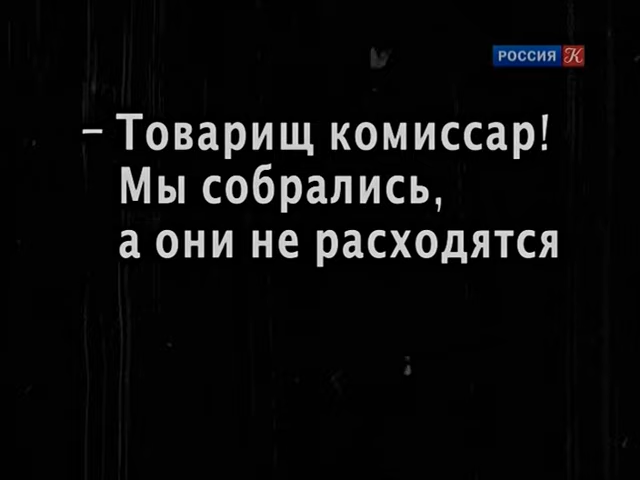 РОССИЯ К
– Товарищ комиссар!
Мы собрались,
а они не расходятся